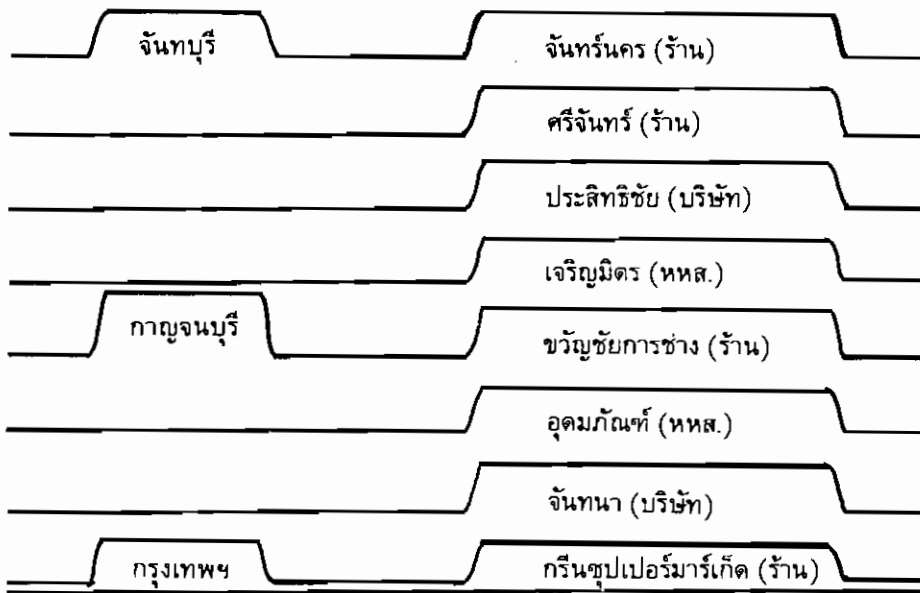 จันทบุรี จันทร์นคร (ร้าน)
ศรีจันทร์ (ร้าน)
ประสิทธิชัย (บริษัท)
เจริญมิตร (หหส.)
กาญจนบุรี ขวัญชัยการช่าง (ร้าน)
อุดมภัณฑ์ (หหส.)
จันทนา (บริษัท)
กรุงเทพฯ กรีนซุปเปอร์มาร์เก็ต (ร้าน)